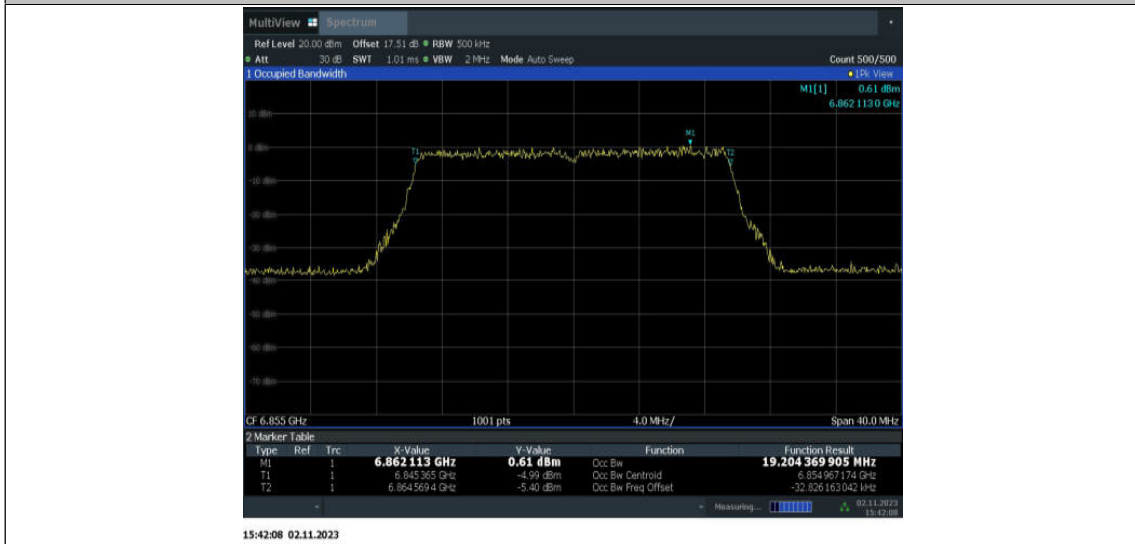 MultiView Spectrum
Ref Level 20.00 dBm Offset 17.51 dB RBW 500 kHz
Att 30 dB SWT 1.01 ms VBW 2 MHz Mode Auto Sweep Count 500/500
1 Occupied Bandwidth 1Pk View
M1[1] 0.61 dBm
6.862 113 0 GHz
10 dBm
M1
0 dBm
T1 T2
-10 dBm
-20 dBm
-30 dBm
-40 dBm
-50 dBm
-60 dBm
-70 dBm
CF 6.855 GHz 1001 pts 4.0 MHz/ Span 40.0 MHz
2 Marker Table
Type Ref Trc X-Value Y-Value Function Function Result
M1 1 6.862 113 GHz 0.61 dBm Occ Bw 19.204 369 905 MHz
T1 1 6.845 365 GHz -4.99 dBm Occ Bw Centroid 6.854 967 174 GHz
T2 1 6.864 569 4 GHz -5.40 dBm Occ Bw Freq Offset -32.826 163 042 kHz
Measuring... 02.11.2023
15:42:08
15:42:08 02.11.2023